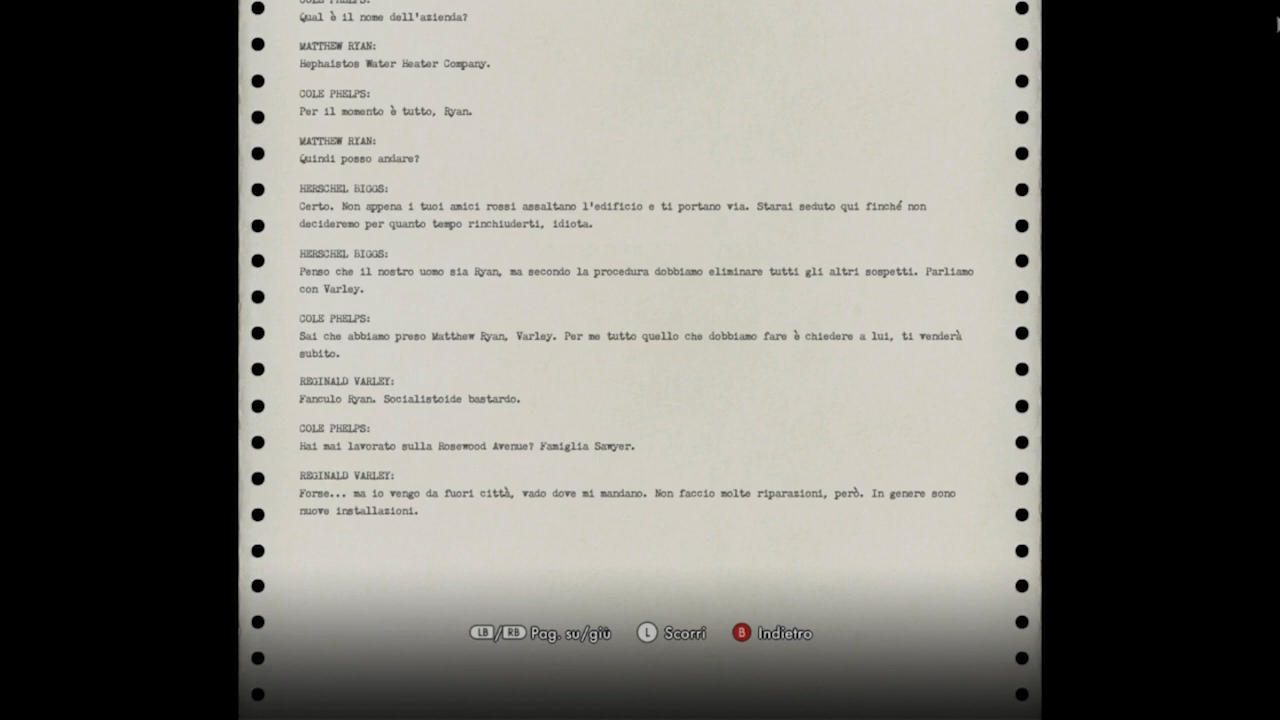 COLE PHELPS:
Qual è il nome dell'azienda?
MATTHEW RYAN:
Hephaistos Water Heater Company.
COLE PHELPS:
Per il momento è tutto, Ryan.
MATTHEW RYAN:
Quindi posso andare?
HERSCHEL BIGGS:
Certo. Non appena i tuoi amici rossi assaltano l'edificio e ti portano via. Starai seduto qui finché non
decideremo per quanto tempo rinchiuderti, idiota.
HERSCHEL BIGGS:
Penso che il nostro uomo sia Ryan, ma secondo la procedura dobbiamo eliminare tutti gli altri sospetti. Parliamo
con Varley.
COLE PHELPS:
Sai che abbiamo preso Matthew Ryan, Varley. Per me tutto quello che dobbiamo fare è chiedere a lui, ti venderà
subito.
REGINALD VARLEY:
Fanculo Ryan. Socialistoide bastardo.
COLE PHELPS:
Hai mai lavorato sulla Rosewood Avenue? Famiglia Sawyer.
REGINALD VARLEY:
Forse... ma io vengo da fuori città, vado dove mi mandano. Non faccio molte riparazioni, però. In genere sono
nuove installazioni.
LB/RB Pag. su/giù L Scorri B Indietro